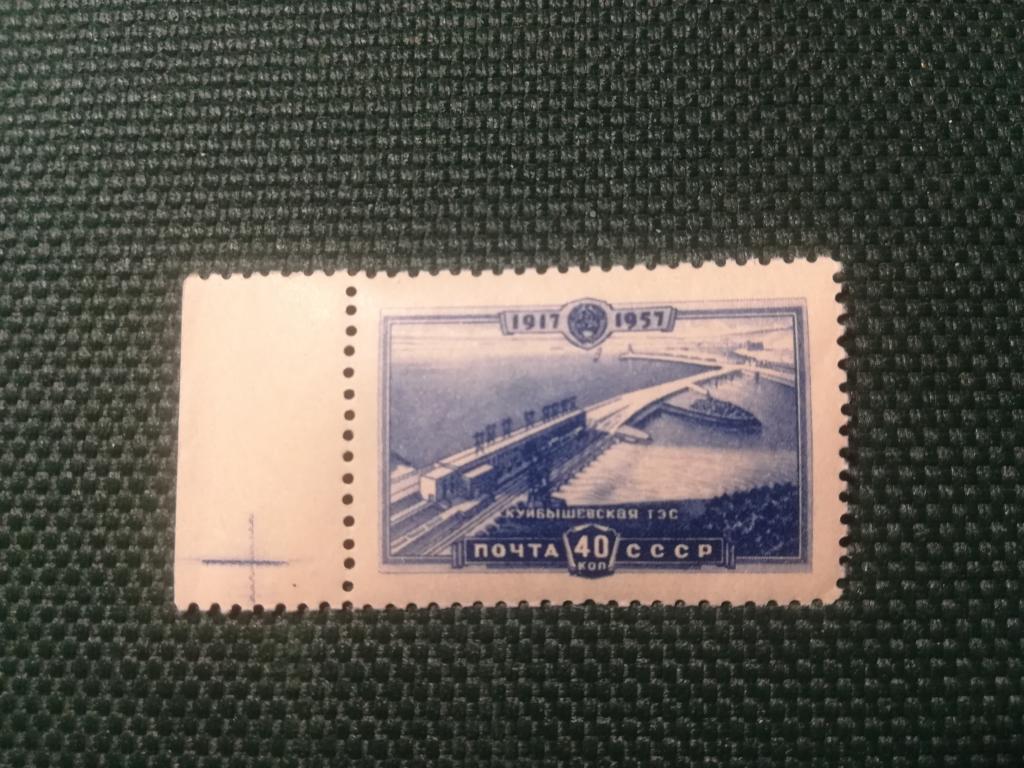 1917 1957
КУЙБЫШЕВСКАЯ ГЭС
ПОЧТА 40 СССР
КОП